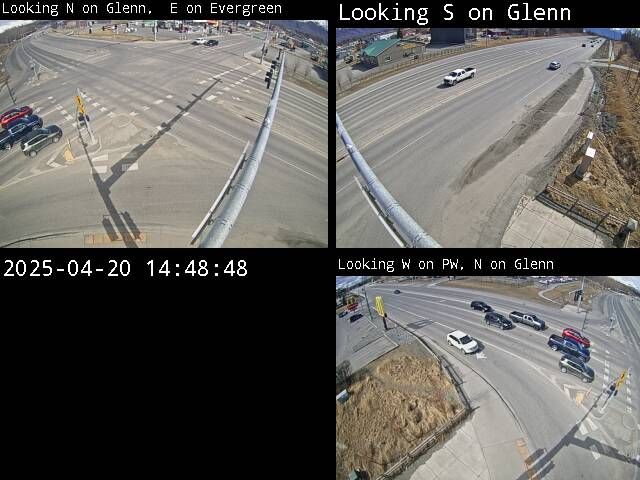 Looking N on Glenn, E on Evergreen
Looking S on Glenn
2025-04-20 14:48:48
Looking W on PW, N on Glenn